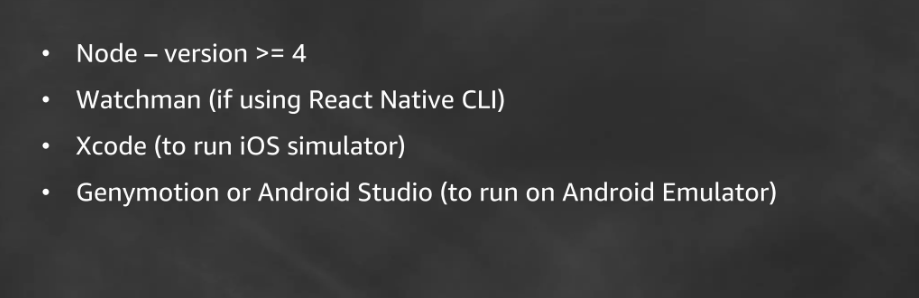 • Node – version >= 4
• Watchman (if using React Native CLI)
• Xcode (to run iOS simulator)
• Genymotion or Android Studio (to run on Android Emulator)